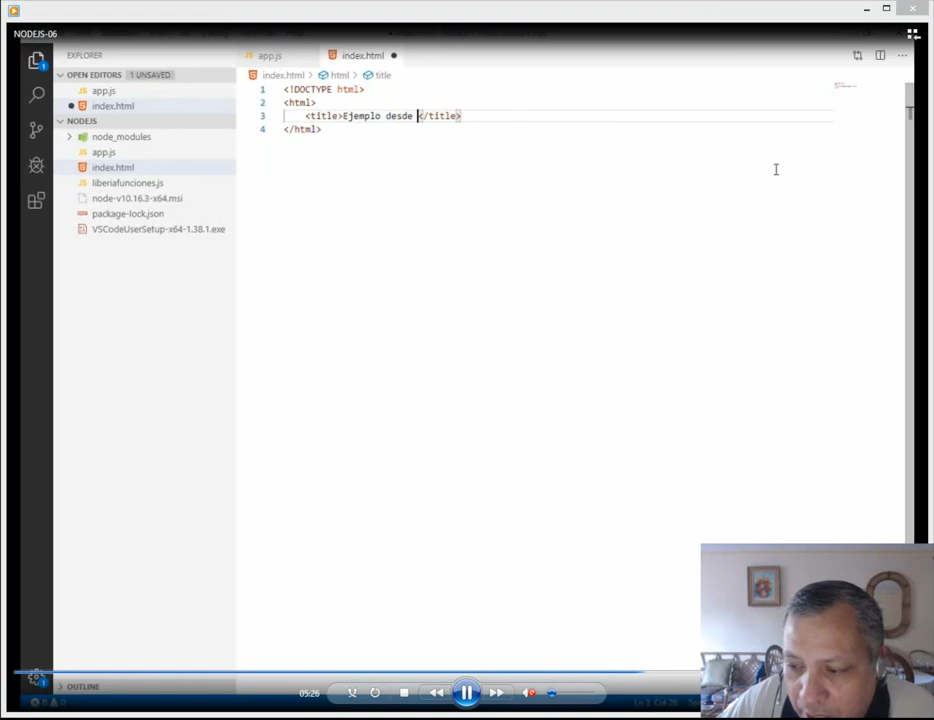 NODEJS-06
EXPLORER
app.js
index.html
OPEN EDITORS
1 UNSAVED
index.html
html
title
app.js
index.html
NODEJS
node_modules
app.js
index.html
liberiafunciones.js
node-v10.16.3-x64.msi
package-lock.json
VSCodeUserSetup-x64-1.38.1.exe
1 <!DOCTYPE html>
2 <html>
3 <title>Ejemplo desde </title>
4 </html>
OUTLINE
05:26